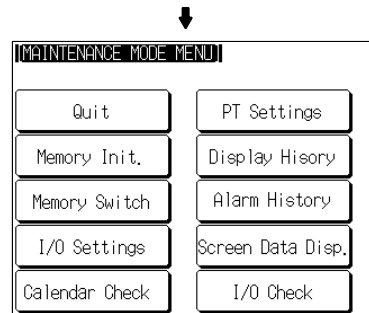 [MAINTENANCE MODE MENU]
Quit
PT Settings
Memory Init.
Display Hisory
Memory Switch
Alarm History
I/O Settings
Screen Data Disp.
Calendar Check
I/O Check